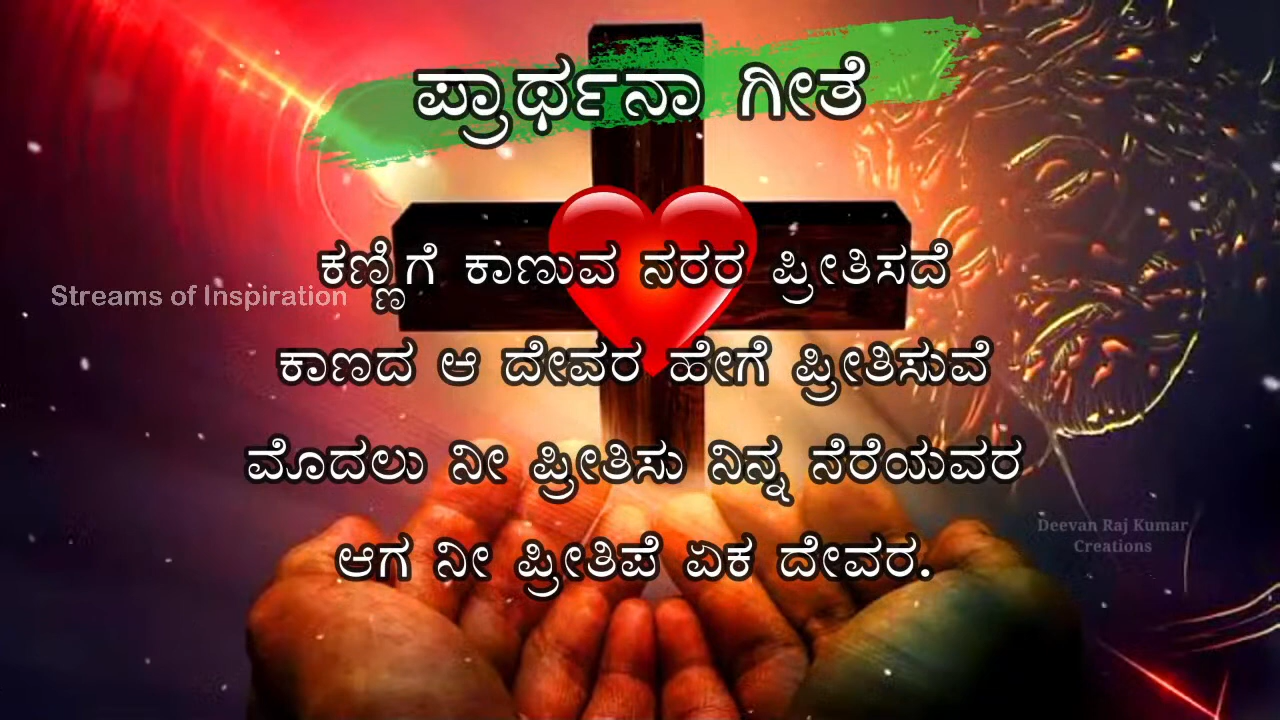 ಪ್ರಾರ್ಥನಾ ಗೀತೆ
ಕಣ್ಣಿಗೆ ಕಾಣುವ ನರರ ಪ್ರೀತಿಸದೆ
Streams of Inspiration
ಕಾಣದ ಆ ದೇವರ ಹೇಗೆ ಪ್ರೀತಿಸುವೆ
ಮೊದಲು ನೀ ಪ್ರೀತಿಸು ನಿನ್ನ ನೆರೆಯವರ
Deevan Raj Kumar
Creations
ಆಗ ನೀ ಪ್ರೀತಿಪೆ ಏಕ ದೇವರ.